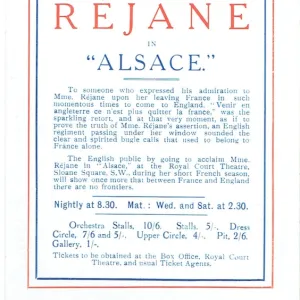 REJANE
IN
"ALSACE."
To someone who expressed his admiration to
Mme. Réjane upon her leaving France in such
momentous times to come to England. "Venir en
angleterre ce n'est plus quitter la france," was the
sparkling retort, and at that very moment, as if to
prove the truth of Mme. Réjane's assertion, an English
regiment passing under her window sounded the
clear and spirited bugle calls that used to belong to
France alone.
The English public by going to acclaim Mme.
Réjane in "Alsace," at the Royal Court Theatre,
Sloane Square, S.W., during her short French season,
will show once more that between France and England
there are no frontiers.
Nightly at 8.30. Mat: Wed. and Sat. at 2.30.
Orchestra Stalls, 10/6. Stalls, 5/-. Dress
Circle, 7/6 and 5/-. Upper Circle, 4/-. Pit, 2/6.
Gallery, 1/-.
Tickets to be obtained at the Box Office, Royal Court
Theatre, and usual Ticket Agents.